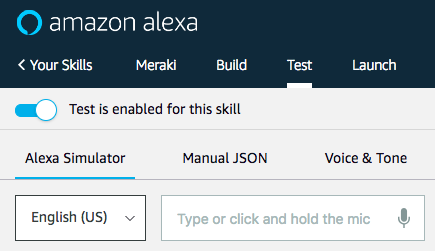 amazon alexa
< Your Skills Meraki Build Test Launch
Test is enabled for this skill
Alexa Simulator Manual JSON Voice & Tone
English (US) Type or click and hold the mic